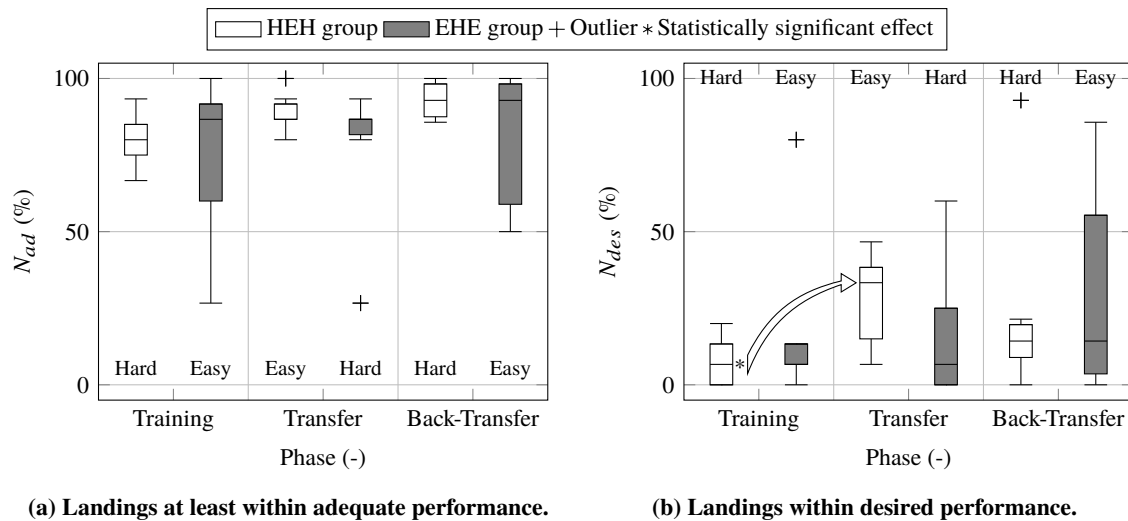 HEH group EHE group + Outlier * Statistically significant effect
100
50
0
N_ad (%)
Hard Easy Easy Hard Hard Easy
Training Transfer Back-Transfer
Phase (-)
(a) Landings at least within adequate performance.
100
50
0
N_des (%)
Hard Easy Easy Hard Hard Easy
*
Training Transfer Back-Transfer
Phase (-)
(b) Landings within desired performance.